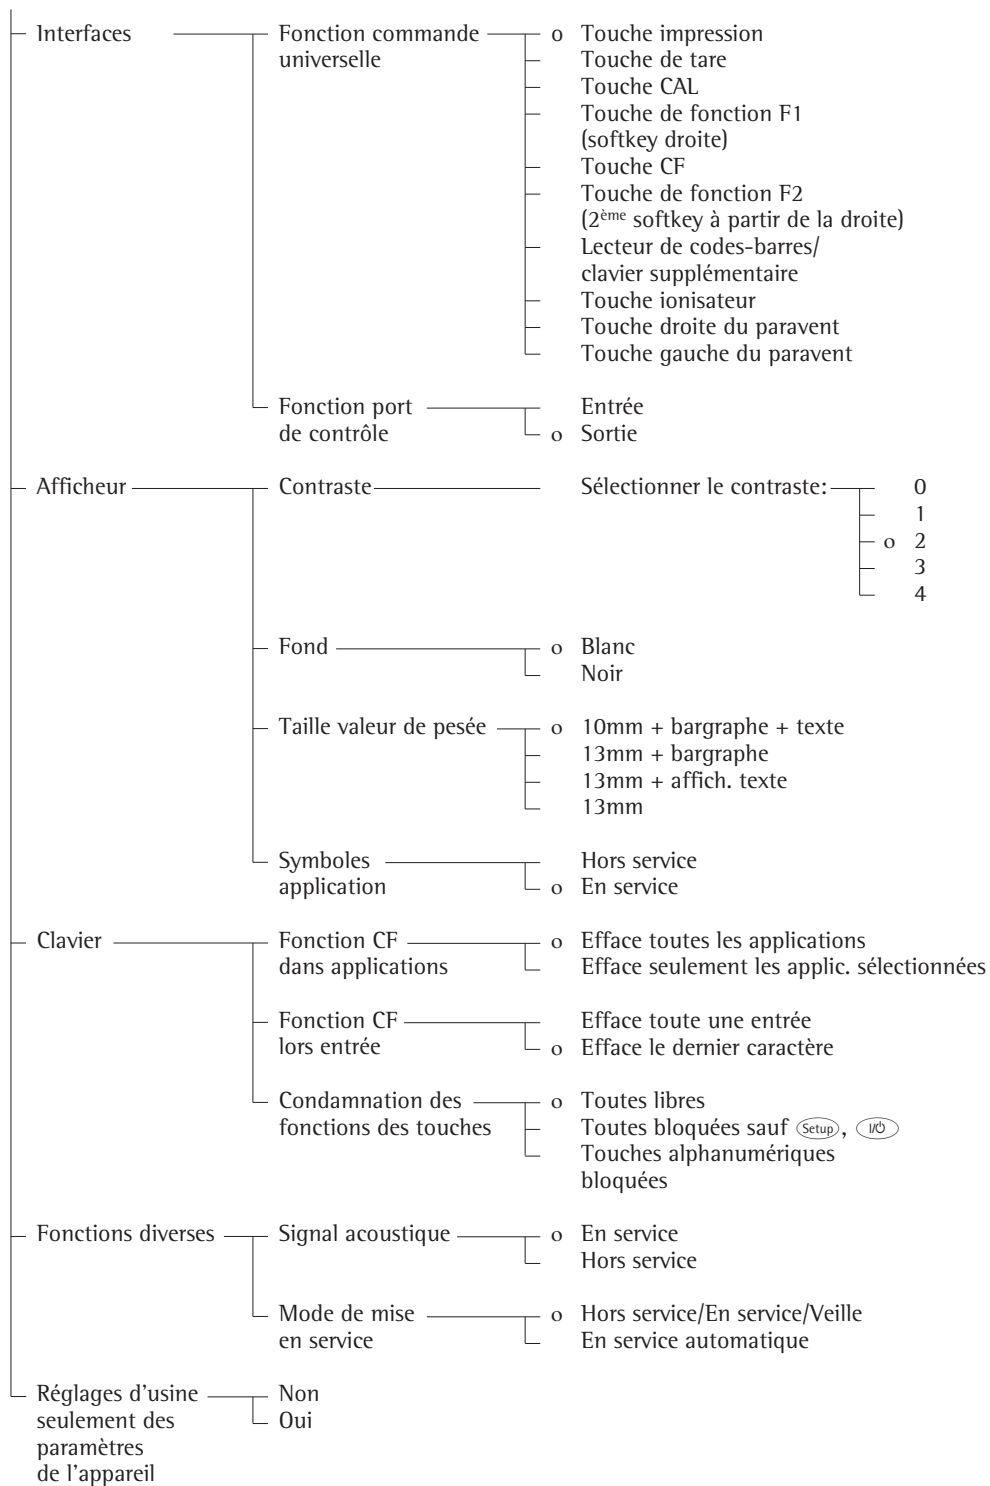 Interfaces Fonction commande o Touche impression
universelle Touche de tare
Touche CAL
Touche de fonction F1
(softkey droite)
Touche CF
Touche de fonction F2
(2ème softkey à partir de la droite)
Lecteur de codes-barres/
clavier supplémentaire
Touche ionisateur
Touche droite du paravent
Touche gauche du paravent
Fonction port Entrée
de contrôle o Sortie
Afficheur Contraste Sélectionner le contraste: 0
1
o 2
3
4
Fond o Blanc
Noir
Taille valeur de pesée o 10mm + bargraphe + texte
13mm + bargraphe
13mm + affich. texte
13mm
Symboles Hors service
application o En service
Clavier Fonction CF o Efface toutes les applications
dans applications Efface seulement les applic. sélectionnées
Fonction CF Efface toute une entrée
lors entrée o Efface le dernier caractère
Condamnation des o Toutes libres
fonctions des touches Toutes bloquées sauf Setup, I/⏻
Touches alphanumériques
bloquées
Fonctions diverses Signal acoustique o En service
Hors service
Mode de mise o Hors service/En service/Veille
en service En service automatique
Réglages d'usine Non
seulement des Oui
paramètres
de l'appareil